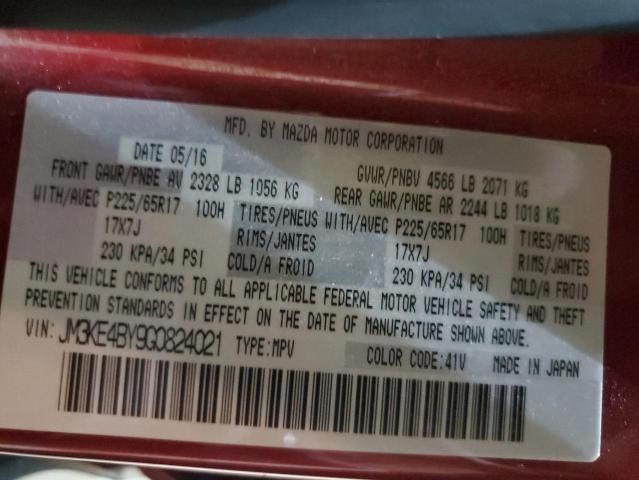 MFD. BY MAZDA MOTOR CORPORATION
DATE 05/16
GVWR/PNBV 4566 LB 2071 KG
FRONT GAWR/PNBE AV 2328 LB 1056 KG
REAR GAWR/PNBE AR 2244 LB 1018 KG
WITH/AVEC P225/65R17 100H TIRES/PNEUS WITH/AVEC P225/65R17 100H TIRES/PNEUS
17X7J RIMS/JANTES 17X7J RIMS/JANTES
230 KPA/34 PSI COLD/A FROID 230 KPA/34 PSI COLD/A FROID
THIS VEHICLE CONFORMS TO ALL APPLICABLE FEDERAL MOTOR VEHICLE SAFETY AND THEFT
PREVENTION STANDARDS IN EFFECT ON THE DATE OF MANUFACTURE SHOWN ABOVE.
VIN: JM3KE4BY9G0824021 TYPE:MPV COLOR CODE:41V MADE IN JAPAN